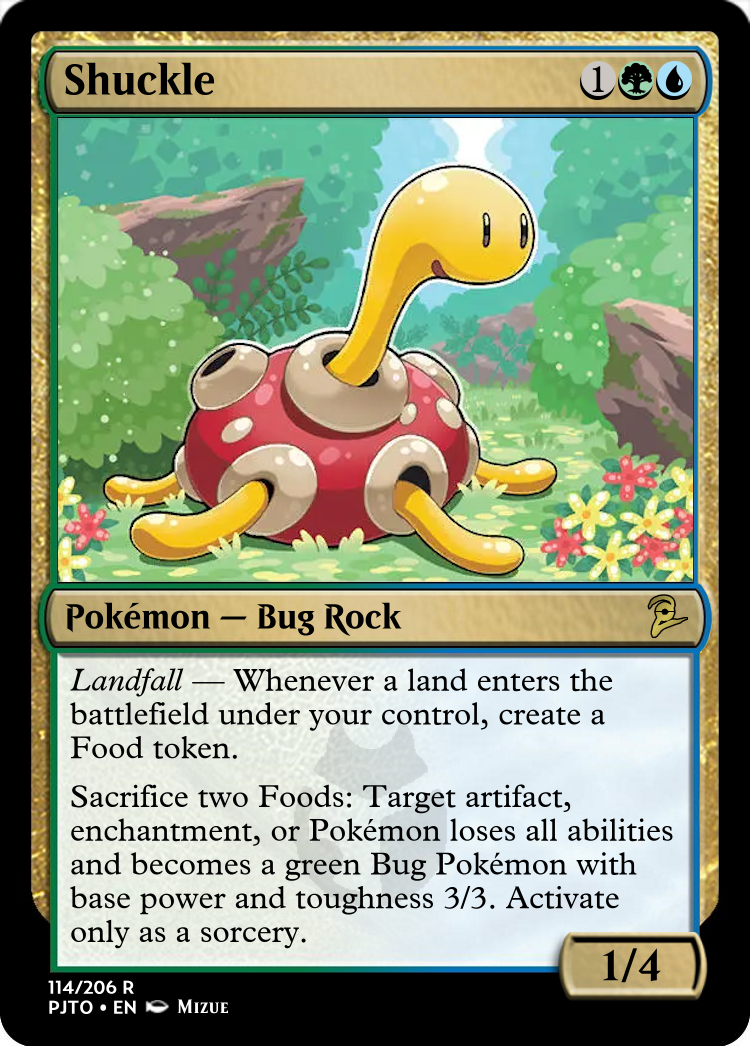 Shuckle 1
Pokémon — Bug Rock
Landfall — Whenever a land enters the
battlefield under your control, create a
Food token.
Sacrifice two Foods: Target artifact,
enchantment, or Pokémon loses all abilities
and becomes a green Bug Pokémon with
base power and toughness 3/3. Activate
only as a sorcery.
1/4
114/206 R
PJTO • EN Mizue